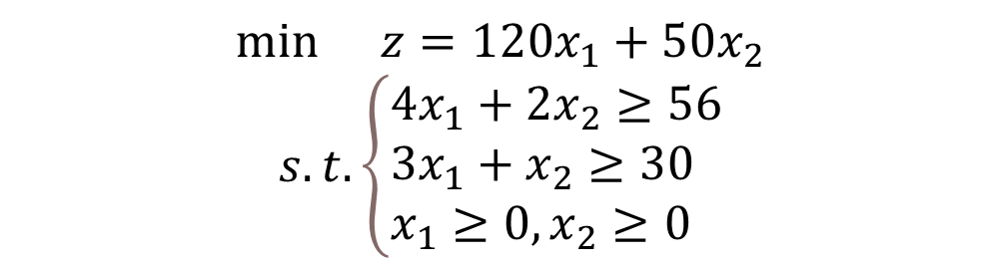 min z = 120x₁ + 50x₂
4x₁ + 2x₂ ≥ 56
s.t. 3x₁ + x₂ ≥ 30
x₁ ≥ 0, x₂ ≥ 0